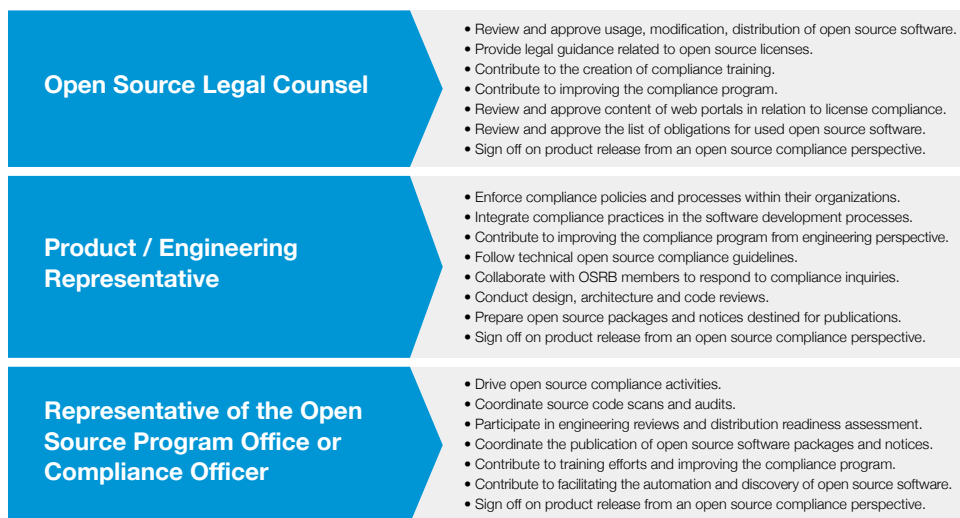 Open Source Legal Counsel
• Review and approve usage, modification, distribution of open source software.
• Provide legal guidance related to open source licenses.
• Contribute to the creation of compliance training.
• Contribute to improving the compliance program.
• Review and approve content of web portals in relation to license compliance.
• Review and approve the list of obligations for used open source software.
• Sign off on product release from an open source compliance perspective.
Product / Engineering
Representative
• Enforce compliance policies and processes within their organizations.
• Integrate compliance practices in the software development processes.
• Contribute to improving the compliance program from engineering perspective.
• Follow technical open source compliance guidelines.
• Collaborate with OSRB members to respond to compliance inquiries.
• Conduct design, architecture and code reviews.
• Prepare open source packages and notices destined for publications.
• Sign off on product release from an open source compliance perspective.
Representative of the Open
Source Program Office or
Compliance Officer
• Drive open source compliance activities.
• Coordinate source code scans and audits.
• Participate in engineering reviews and distribution readiness assessment.
• Coordinate the publication of open source software packages and notices.
• Contribute to training efforts and improving the compliance program.
• Contribute to facilitating the automation and discovery of open source software.
• Sign off on product release from an open source compliance perspective.